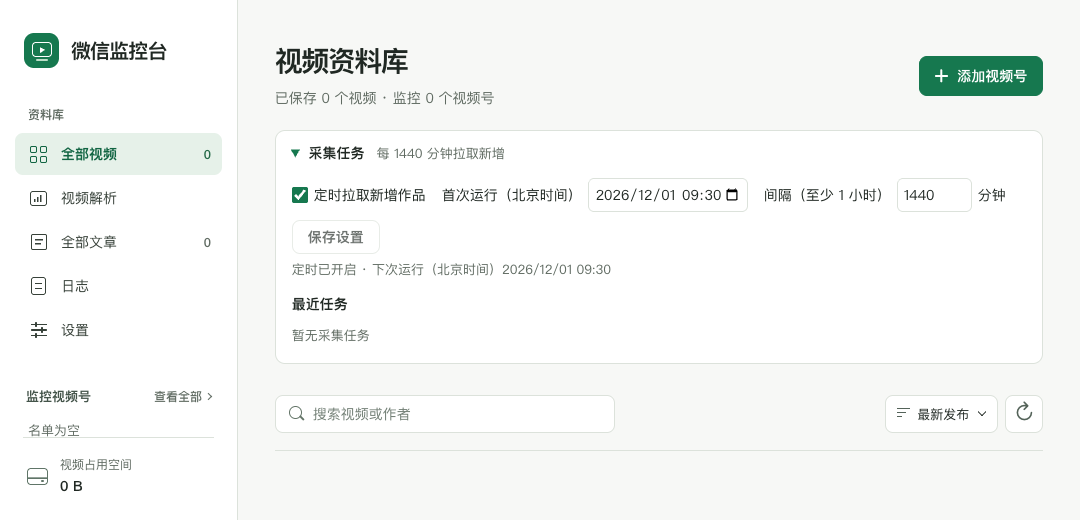 微信监控台
资料库
全部视频 0
视频解析
全部文章 0
日志
设置
监控视频号 查看全部
名单为空
视频占用空间
0 B
视频资料库
已保存 0 个视频 · 监控 0 个视频号
添加视频号
采集任务 每 1440 分钟拉取新增
定时拉取新增作品 首次运行（北京时间） 2026/12/01 09:30 间隔（至少 1 小时） 1440 分钟
保存设置
定时已开启 · 下次运行（北京时间）2026/12/01 09:30
最近任务
暂无采集任务
搜索视频或作者 最新发布